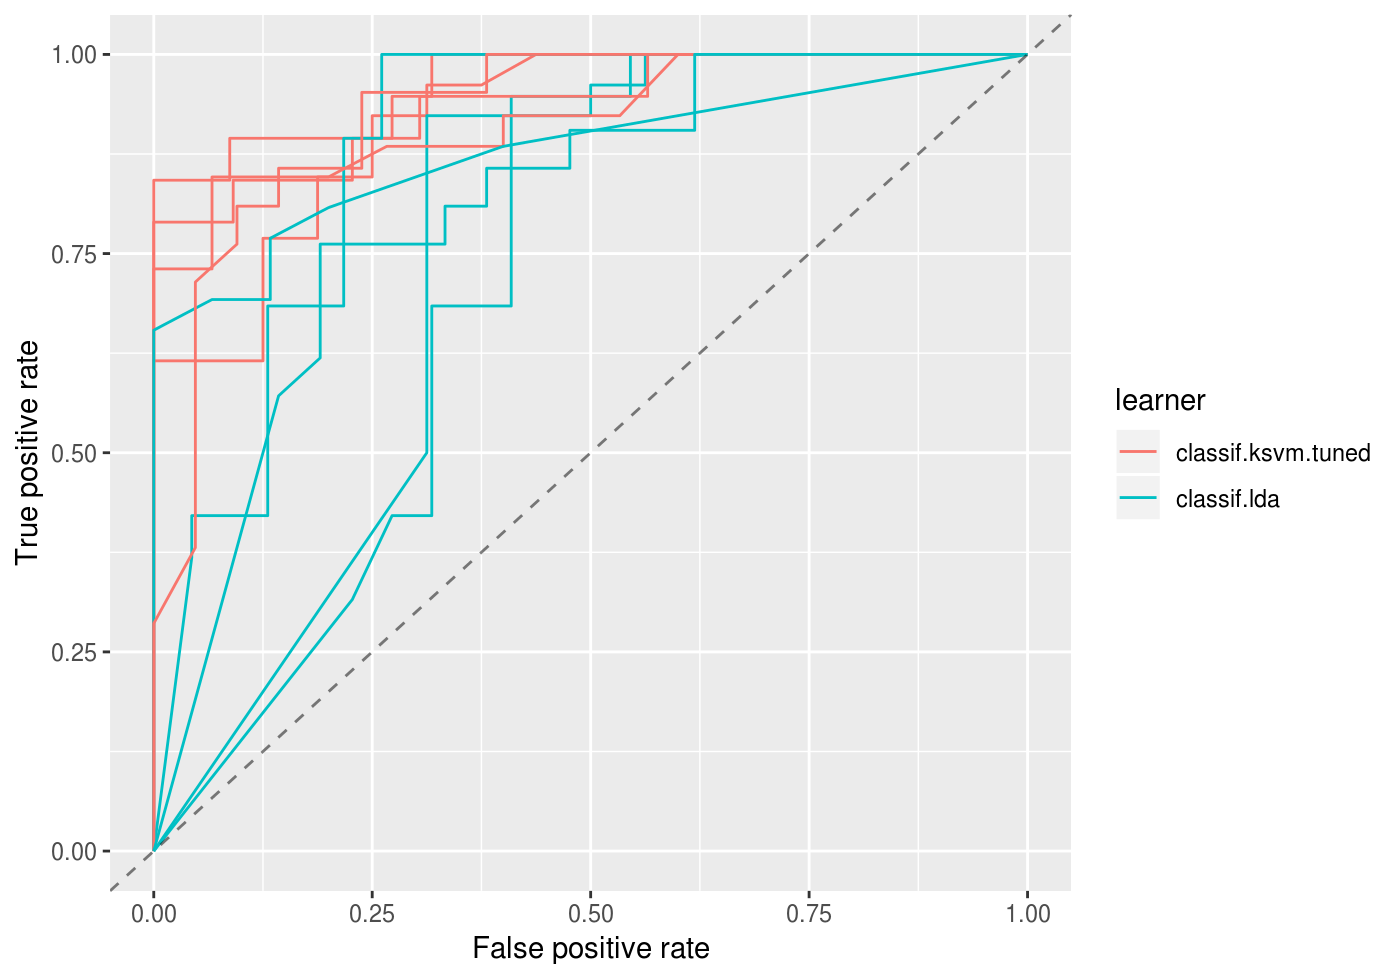 True positive rate
1.00
0.75
0.50
0.25
0.00
0.00 0.25 0.50 0.75 1.00
False positive rate
learner
classif.ksvm.tuned
classif.lda